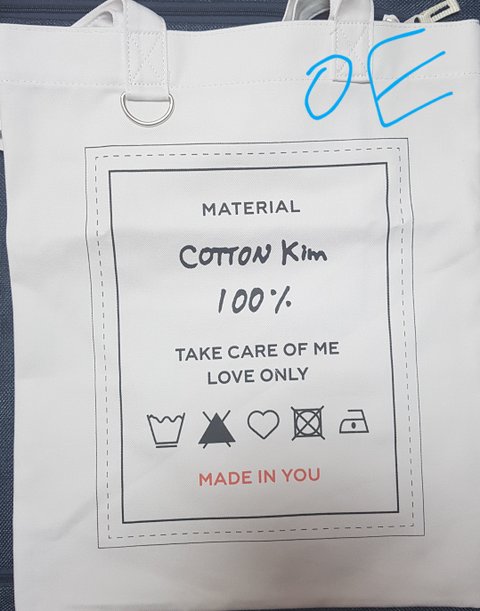 OE
MATERIAL
COTTON Kim
100%
TAKE CARE OF ME
LOVE ONLY
MADE IN YOU